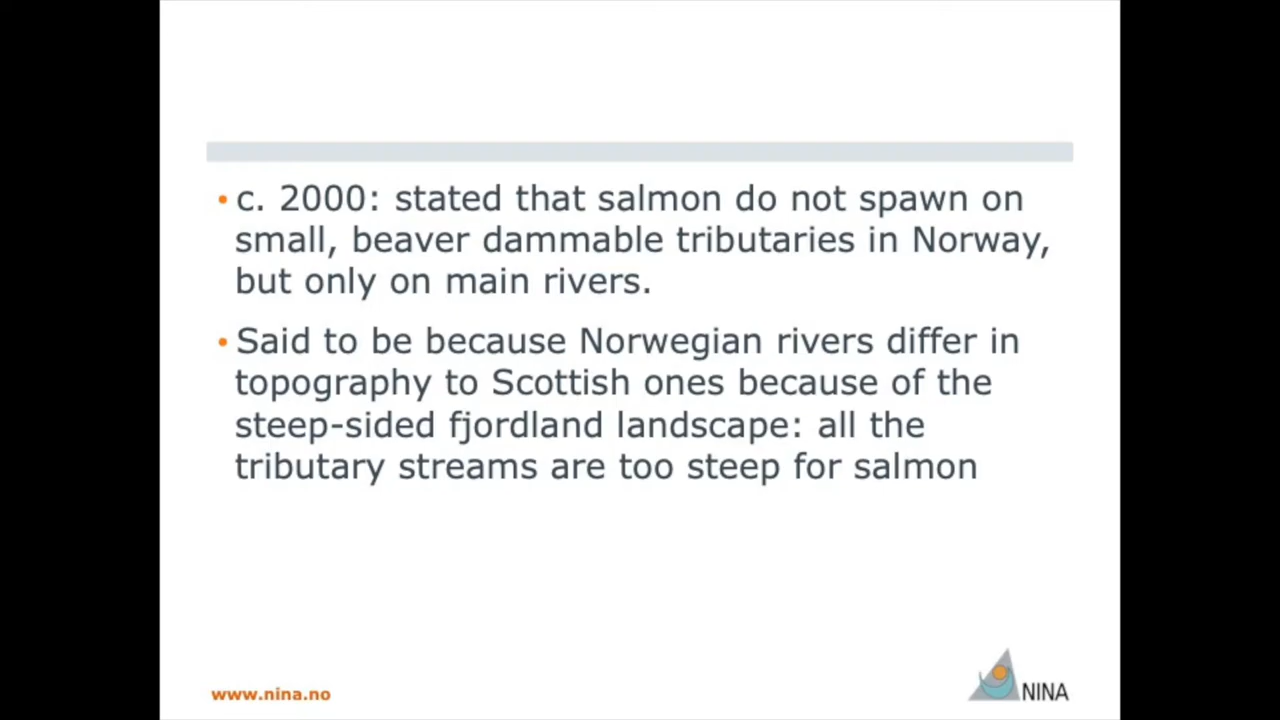 • c. 2000: stated that salmon do not spawn on
small, beaver dammable tributaries in Norway,
but only on main rivers.
• Said to be because Norwegian rivers differ in
topography to Scottish ones because of the
steep-sided fjordland landscape: all the
tributary streams are too steep for salmon
www.nina.no
NINA